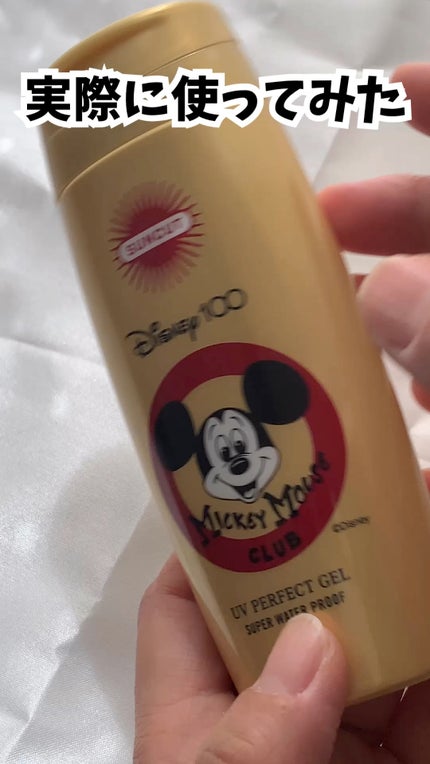 実際に使ってみた
SUNCUT
Disney100
MICKEY MOUSE
CLUB
©DISNEY
UV PERFECT GEL
SUPER WATER PROOF